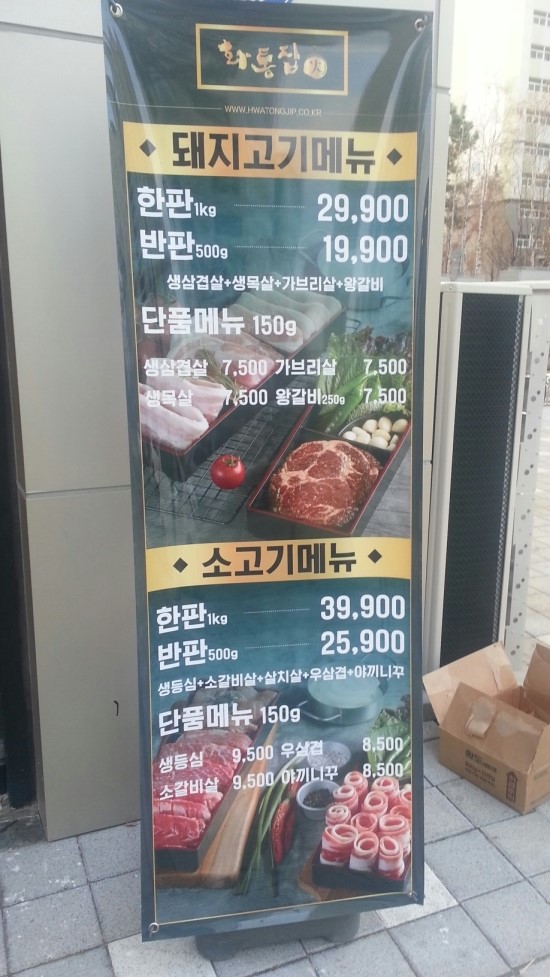 화통집 火
WWW.HWATONGJIP.CO.KR
돼지고기메뉴
한판1kg 29,900
반판500g 19,900
생삼겹살+생목살+가브리살+왕갈비
단품메뉴 150g
생삼겹살 7,500 가브리살 7,500
생목살 7,500 왕갈비250g 7,500
소고기메뉴
한판1kg 39,900
반판500g 25,900
생등심+소갈비살+살치살+우삼겹+야끼니꾸
단품메뉴 150g
생등심 9,500 우삼겹 8,500
소갈비살 9,500 야끼니꾸 8,500